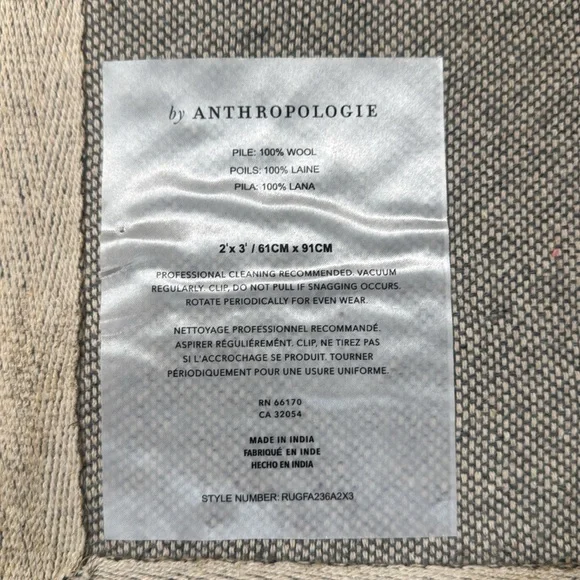 by ANTHROPOLOGIE
PILE: 100% WOOL
POILS: 100% LAINE
PILA: 100% LANA
2'x 3' / 61CM x 91CM
PROFESSIONAL CLEANING RECOMMENDED. VACUUM
REGULARLY. CLIP, DO NOT PULL IF SNAGGING OCCURS.
ROTATE PERIODICALLY FOR EVEN WEAR.
NETTOYAGE PROFESSIONNEL RECOMMANDÉ.
ASPIRER RÉGULIÈREMENT. CLIP, NE TIREZ PAS
SI L'ACCROCHAGE SE PRODUIT. TOURNER
PÉRIODIQUEMENT POUR UNE USURE UNIFORME.
RN 66170
CA 32054
MADE IN INDIA
FABRIQUÉ EN INDE
HECHO EN INDIA
STYLE NUMBER: RUGFA236A2X3